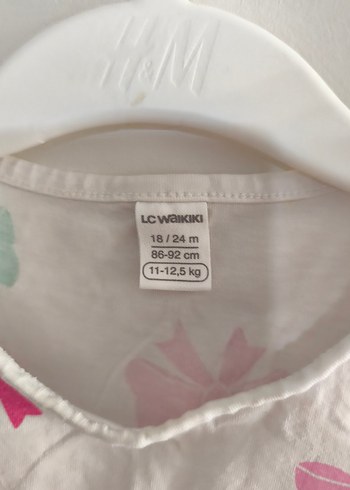 H&M
LC WAIKIKI
18 / 24 m
86-92 cm
11-12,5 kg